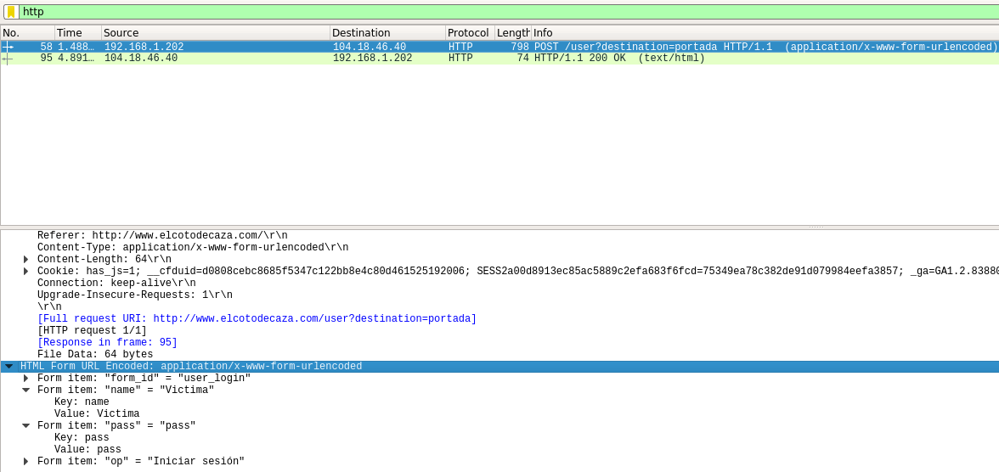 http
No. Time Source Destination Protocol Length Info
58 1.488… 192.168.1.202 104.18.46.40 HTTP 798 POST /user?destination=portada HTTP/1.1  (application/x-www-form-urlencoded)
95 4.891… 104.18.46.40 192.168.1.202 HTTP 74 HTTP/1.1 200 OK  (text/html)
Referer: http://www.elcotodecaza.com/\r\n
Content-Type: application/x-www-form-urlencoded\r\n
Content-Length: 64\r\n
Cookie: has_js=1; __cfduid=d0808cebc8685f5347c122bb8e4c80d461525192006; SESS2a00d8913ec85ac5889c2efa683f6fcd=75349ea78c382de91d079984eefa3857; _ga=GA1.2.83880
Connection: keep-alive\r\n
Upgrade-Insecure-Requests: 1\r\n
\r\n
[Full request URI: http://www.elcotodecaza.com/user?destination=portada]
[HTTP request 1/1]
[Response in frame: 95]
File Data: 64 bytes
HTML Form URL Encoded: application/x-www-form-urlencoded
Form item: "form_id" = "user_login"
Form item: "name" = "Victima"
Key: name
Value: Victima
Form item: "pass" = "pass"
Key: pass
Value: pass
Form item: "op" = "Iniciar sesión"